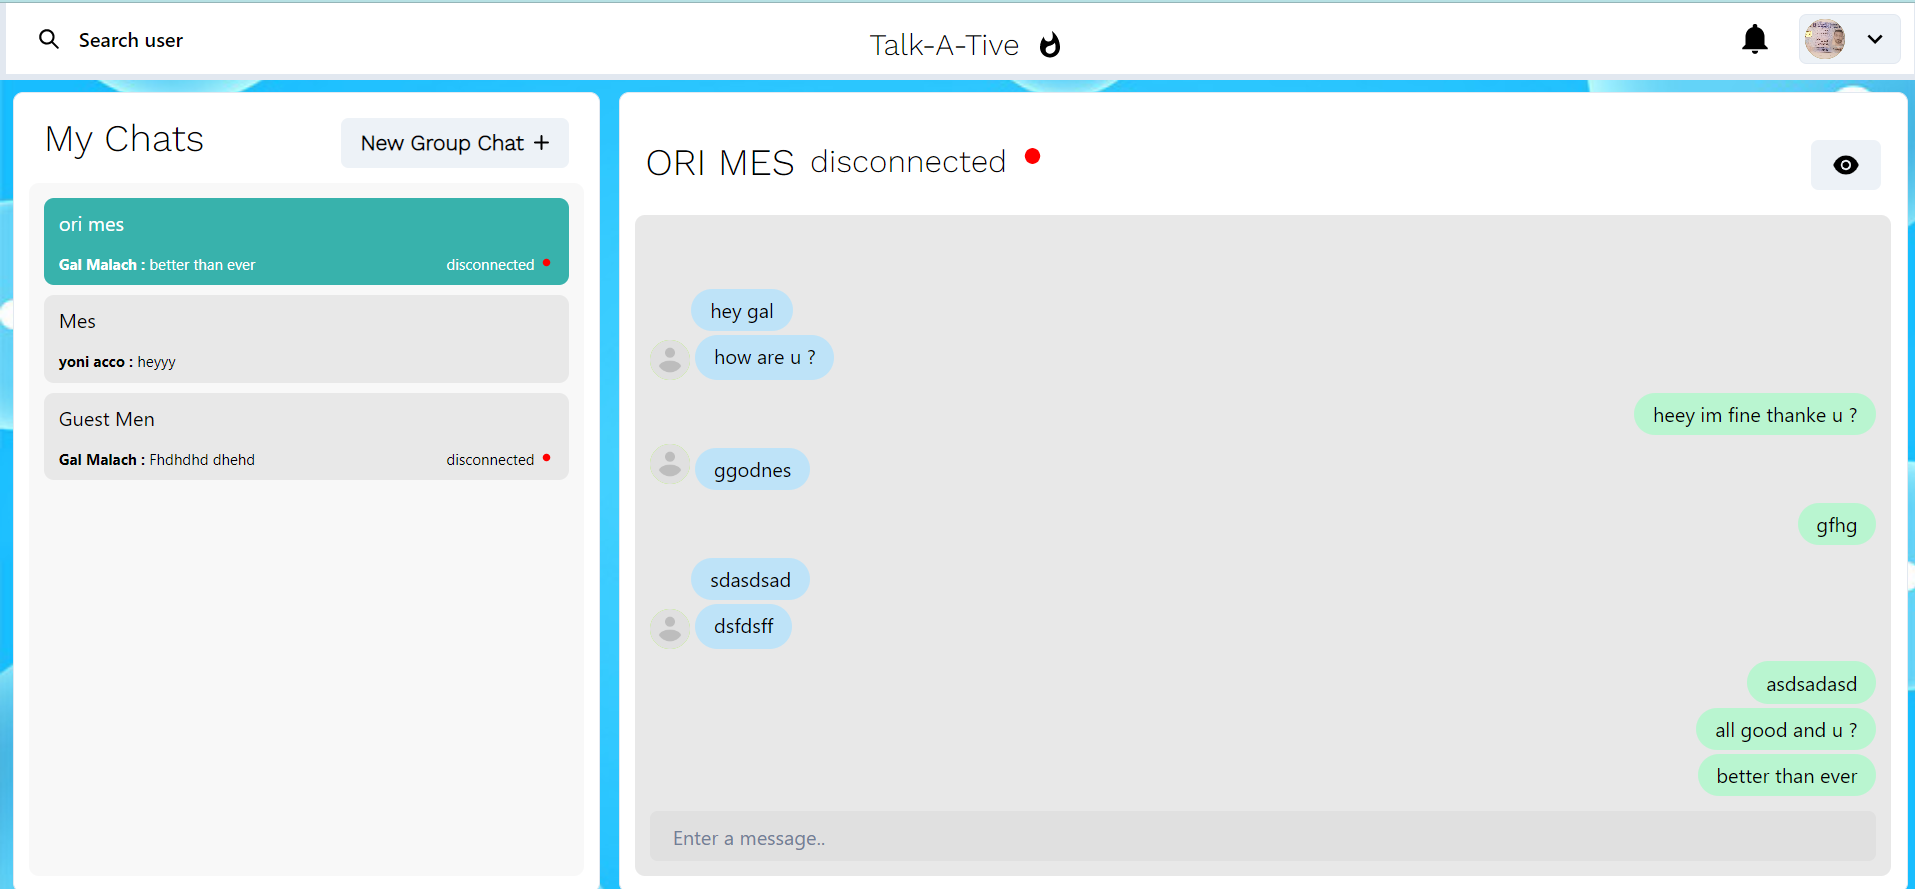 Search user
Talk-A-Tive
My Chats
New Group Chat +
ori mes
Gal Malach : better than ever disconnected
Mes
yoni acco : heyyy
Guest Men
Gal Malach : Fhdhdhd dhehd disconnected
ORI MES disconnected
hey gal
how are u ?
heey im fine thanke u ?
ggodnes
gfhg
sdasdsad
dsfdsff
asdsadasd
all good and u ?
better than ever
Enter a message..